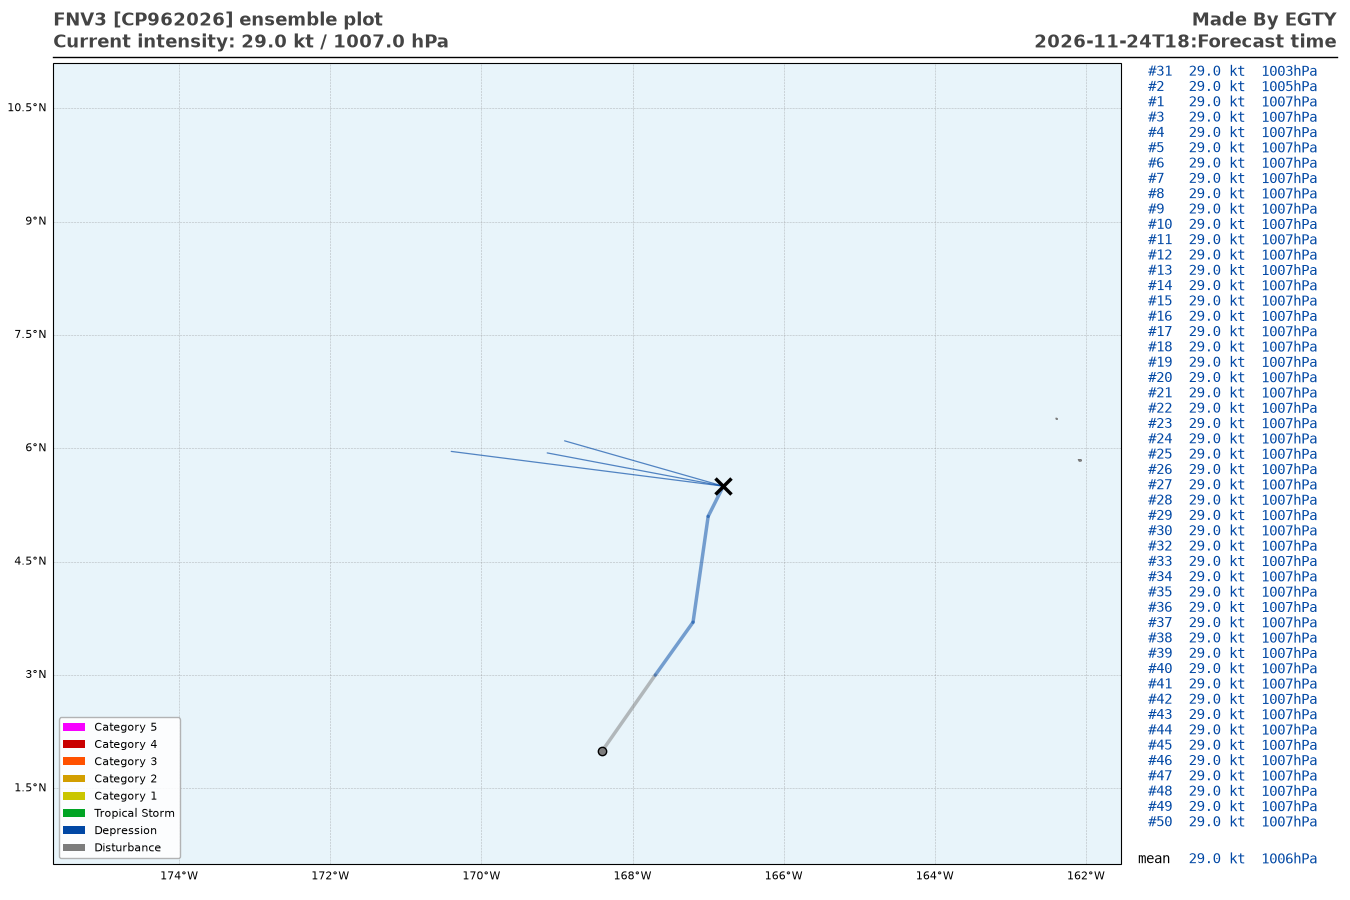 FNV3 [CP962026] ensemble plot
Made By EGTY
Current intensity: 29.0 kt / 1007.0 hPa
2026-11-24T18:Forecast time
#31 29.0 kt 1003hPa
#2 29.0 kt 1005hPa
#1 29.0 kt 1007hPa
#3 29.0 kt 1007hPa
#4 29.0 kt 1007hPa
#5 29.0 kt 1007hPa
#6 29.0 kt 1007hPa
#7 29.0 kt 1007hPa
#8 29.0 kt 1007hPa
#9 29.0 kt 1007hPa
#10 29.0 kt 1007hPa
#11 29.0 kt 1007hPa
#12 29.0 kt 1007hPa
#13 29.0 kt 1007hPa
#14 29.0 kt 1007hPa
#15 29.0 kt 1007hPa
#16 29.0 kt 1007hPa
#17 29.0 kt 1007hPa
#18 29.0 kt 1007hPa
#19 29.0 kt 1007hPa
#20 29.0 kt 1007hPa
#21 29.0 kt 1007hPa
#22 29.0 kt 1007hPa
#23 29.0 kt 1007hPa
#24 29.0 kt 1007hPa
#25 29.0 kt 1007hPa
#26 29.0 kt 1007hPa
#27 29.0 kt 1007hPa
#28 29.0 kt 1007hPa
#29 29.0 kt 1007hPa
#30 29.0 kt 1007hPa
#32 29.0 kt 1007hPa
#33 29.0 kt 1007hPa
#34 29.0 kt 1007hPa
#35 29.0 kt 1007hPa
#36 29.0 kt 1007hPa
#37 29.0 kt 1007hPa
#38 29.0 kt 1007hPa
#39 29.0 kt 1007hPa
#40 29.0 kt 1007hPa
#41 29.0 kt 1007hPa
#42 29.0 kt 1007hPa
#43 29.0 kt 1007hPa
#44 29.0 kt 1007hPa
#45 29.0 kt 1007hPa
#46 29.0 kt 1007hPa
#47 29.0 kt 1007hPa
#48 29.0 kt 1007hPa
#49 29.0 kt 1007hPa
#50 29.0 kt 1007hPa
mean 29.0 kt 1006hPa
10.5°N
9°N
7.5°N
6°N
4.5°N
3°N
1.5°N
Category 5
Category 4
Category 3
Category 2
Category 1
Tropical Storm
Depression
Disturbance
174°W 172°W 170°W 168°W 166°W 164°W 162°W